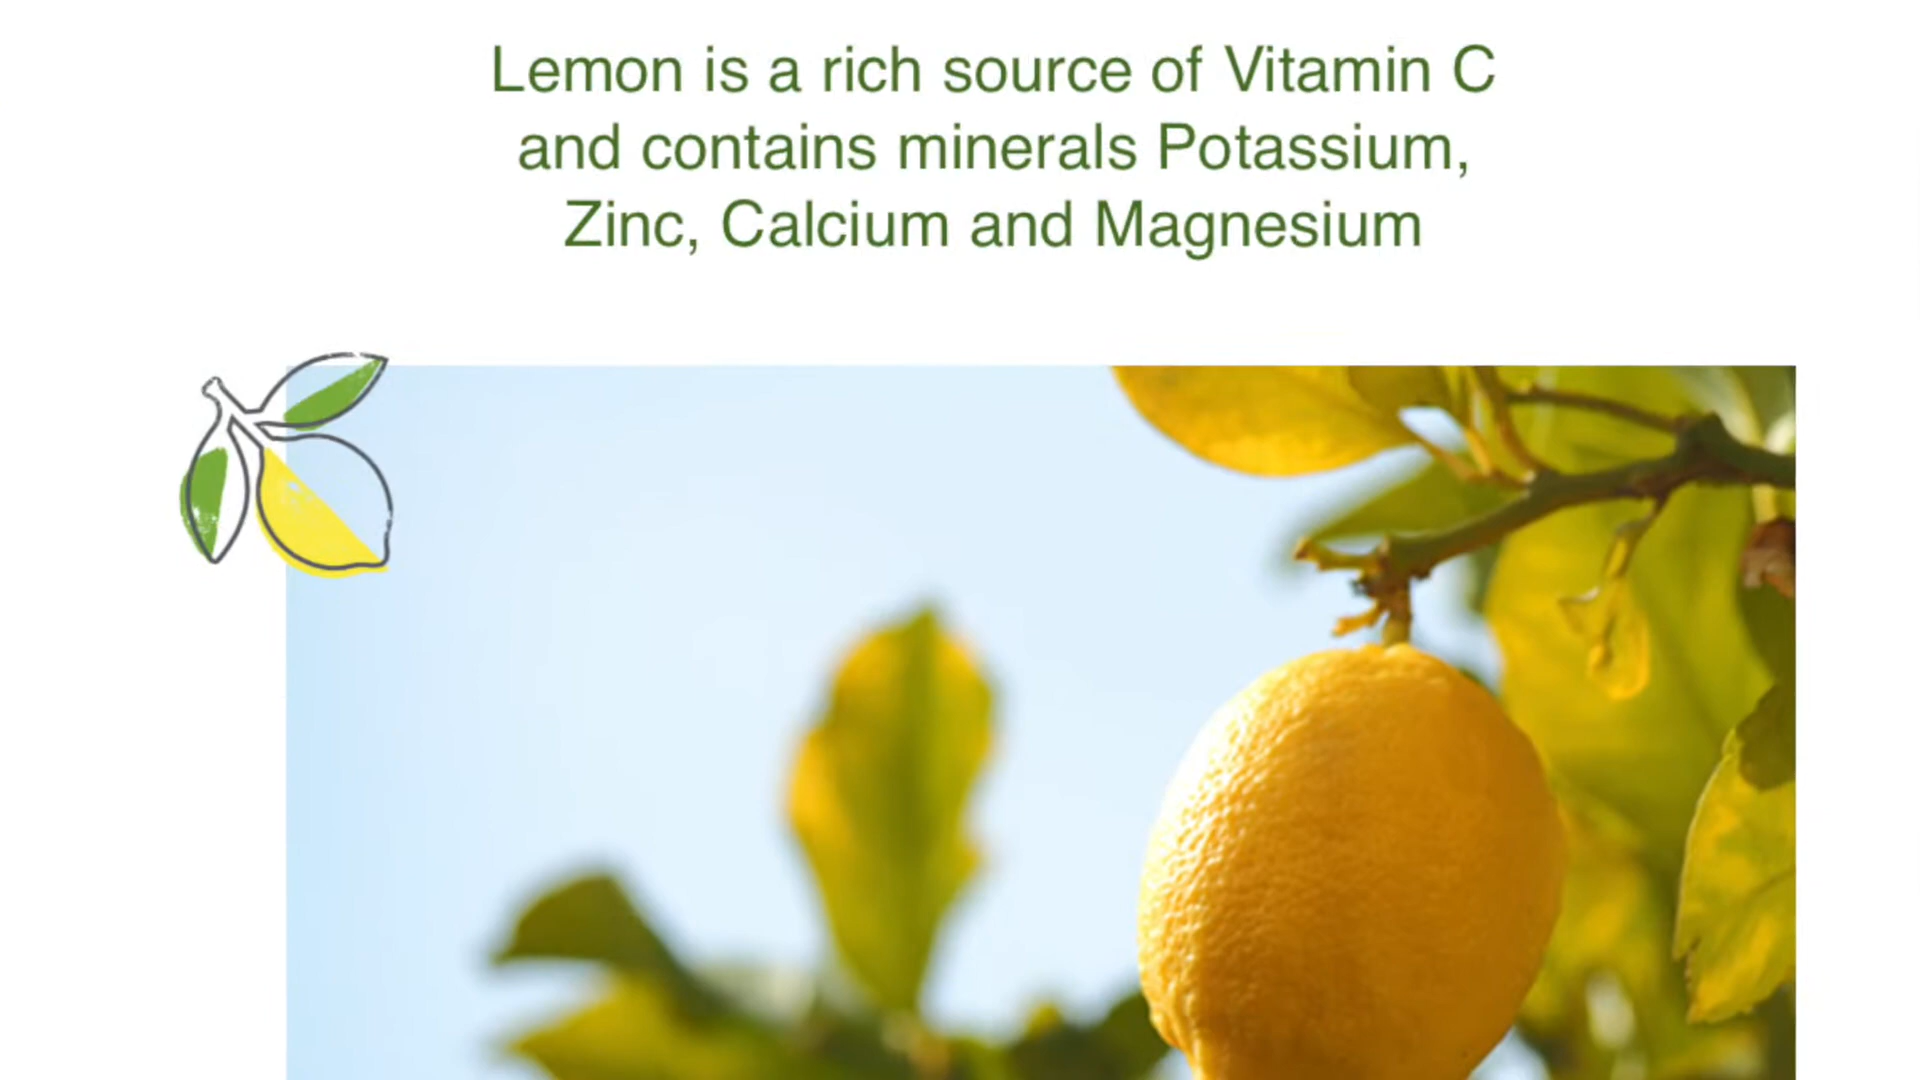 Lemon is a rich source of Vitamin C
and contains minerals Potassium,
Zinc, Calcium and Magnesium